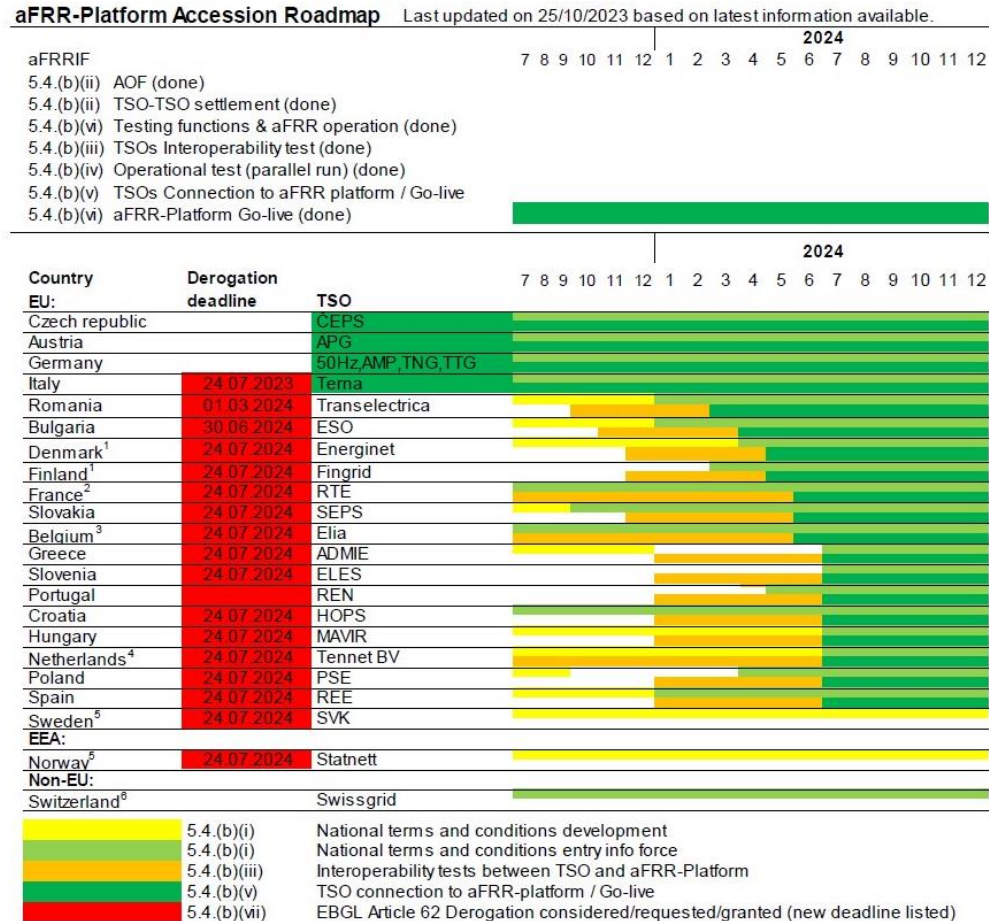 aFRR-Platform Accession Roadmap Last updated on 25/10/2023 based on latest information available.
2024
aFRRIF 7 8 9 10 11 12 1 2 3 4 5 6 7 8 9 10 11 12
5.4.(b)(ii) AOF (done)
5.4.(b)(ii) TSO-TSO settlement (done)
5.4.(b)(vi) Testing functions & aFRR operation (done)
5.4.(b)(iii) TSOs Interoperability test (done)
5.4.(b)(iv) Operational test (parallel run) (done)
5.4.(b)(v) TSOs Connection to aFRR platform / Go-live
5.4.(b)(vi) aFRR-Platform Go-live (done)
2024
Country Derogation 7 8 9 10 11 12 1 2 3 4 5 6 7 8 9 10 11 12
EU: deadline TSO
Czech republic ČEPS
Austria APG
Germany 50Hz,AMP,TNG,TTG
Italy 24.07.2023 Terna
Romania 01.03.2024 Transelectrica
Bulgaria 30.06.2024 ESO
Denmark¹ 24.07.2024 Energinet
Finland¹ 24.07.2024 Fingrid
France² 24.07.2024 RTE
Slovakia 24.07.2024 SEPS
Belgium³ 24.07.2024 Elia
Greece 24.07.2024 ADMIE
Slovenia 24.07.2024 ELES
Portugal REN
Croatia 24.07.2024 HOPS
Hungary 24.07.2024 MAVIR
Netherlands⁴ 24.07.2024 Tennet BV
Poland 24.07.2024 PSE
Spain 24.07.2024 REE
Sweden⁵ 24.07.2024 SVK
EEA:
Norway⁵ 24.07.2024 Statnett
Non-EU:
Switzerland⁶ Swissgrid
5.4.(b)(i) National terms and conditions development
5.4.(b)(i) National terms and conditions entry info force
5.4.(b)(iii) Interoperability tests between TSO and aFRR-Platform
5.4.(b)(v) TSO connection to aFRR-platform / Go-live
5.4.(b)(vii) EBGL Article 62 Derogation considered/requested/granted (new deadline listed)